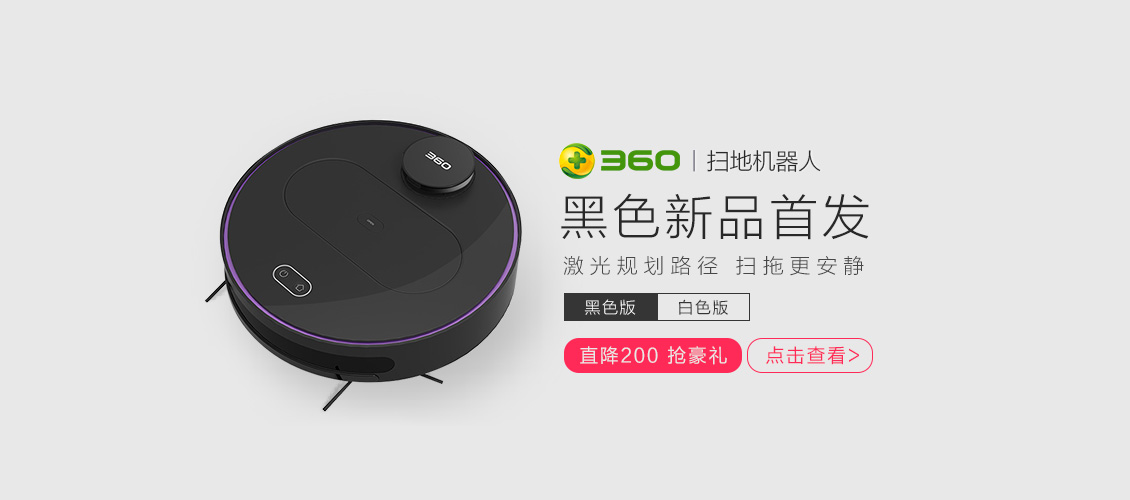 360
360 | 扫地机器人
黑色新品首发
激光规划路径 扫拖更安静
黑色版 白色版
直降200 抢豪礼 点击查看>